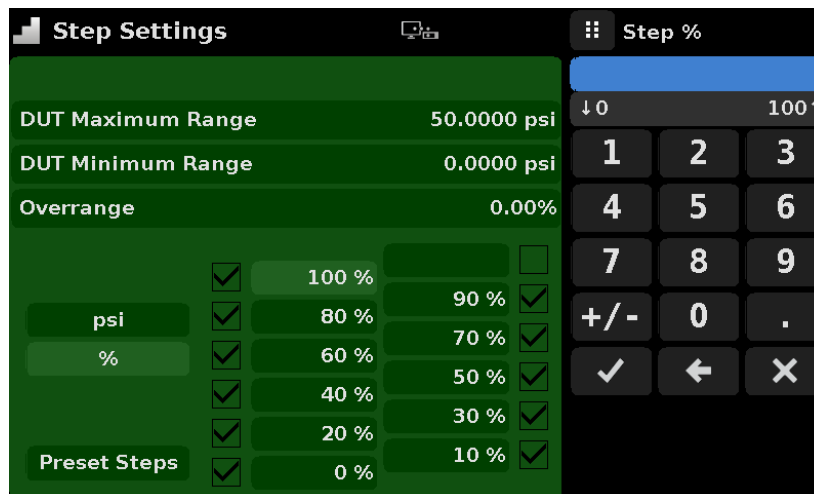 Step Settings
Step %
DUT Maximum Range 50.0000 psi
DUT Minimum Range 0.0000 psi
Overrange 0.00%
100 %
90 %
80 %
70 %
60 %
50 %
40 %
30 %
20 %
10 %
0 %
psi
%
Preset Steps
↓0 100↑
1 2 3
4 5 6
7 8 9
+/- 0 .